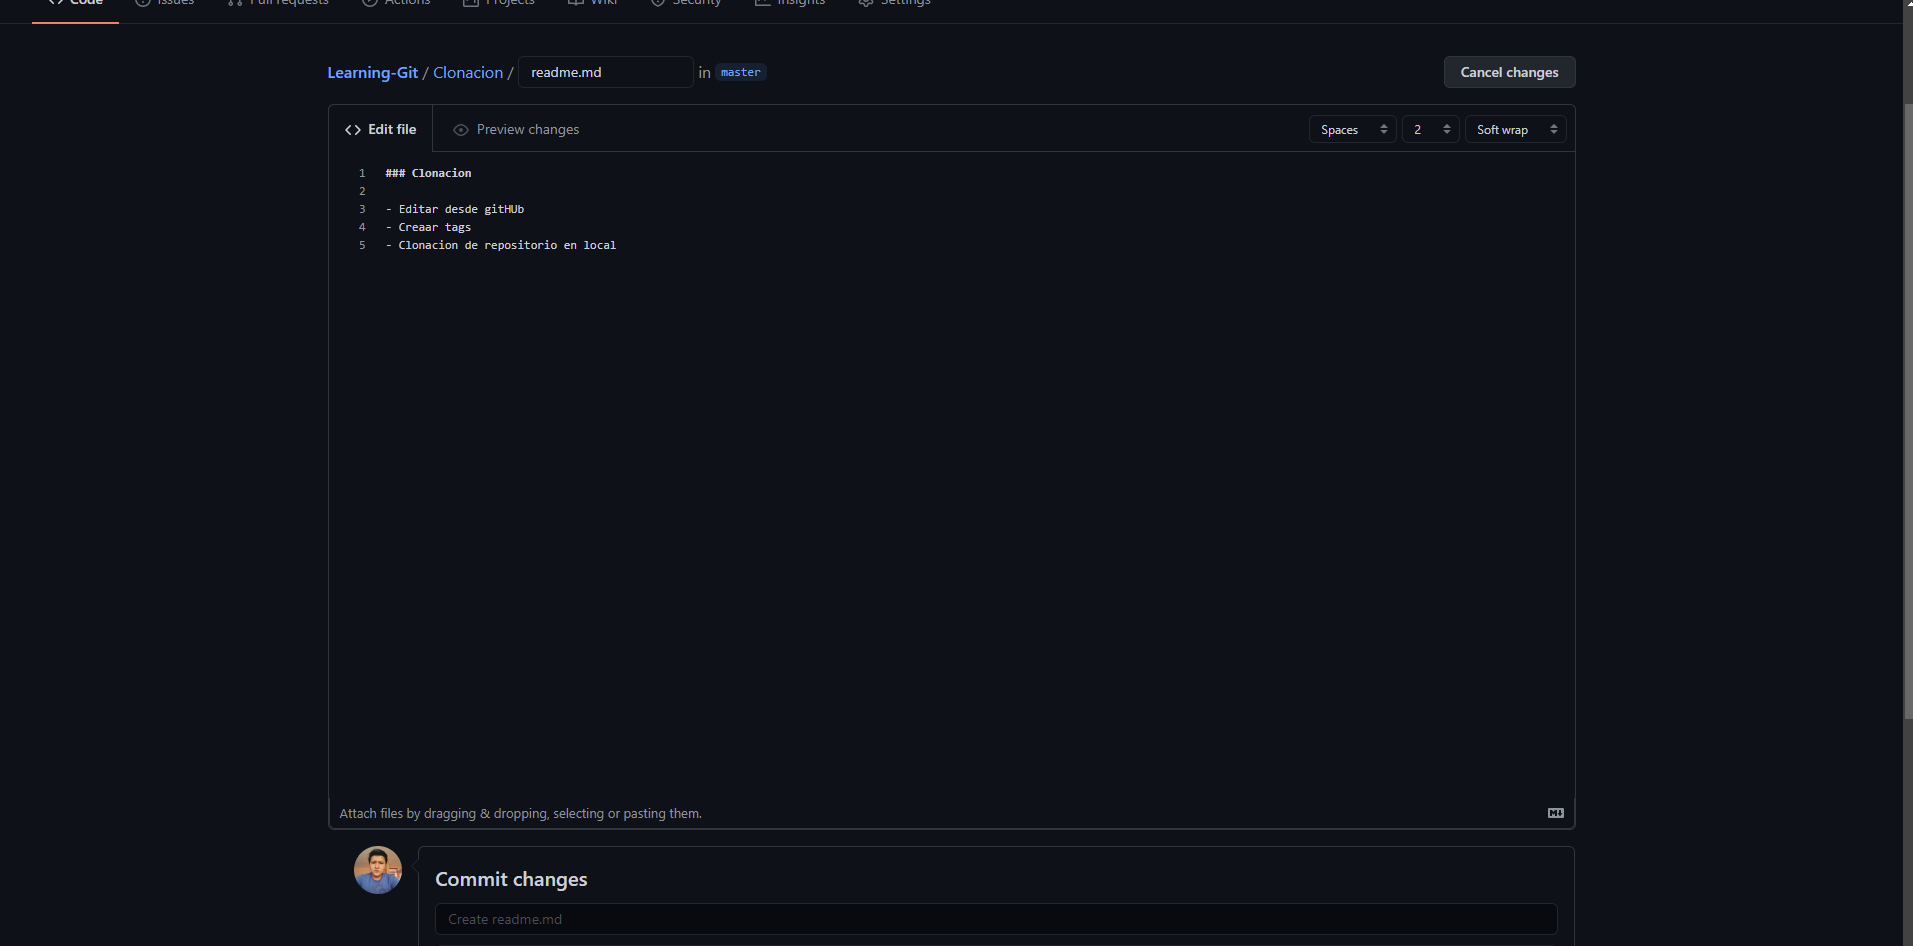 Code Issues Pull requests Actions Projects Wiki Security Insights Settings
Learning-Git / Clonacion / readme.md in master Cancel changes
Edit file Preview changes Spaces 2 Soft wrap
1 ### Clonacion
2
3 - Editar desde gitHUb
4 - Creaar tags
5 - Clonacion de repositorio en local
Attach files by dragging & dropping, selecting or pasting them.
Commit changes
Create readme.md